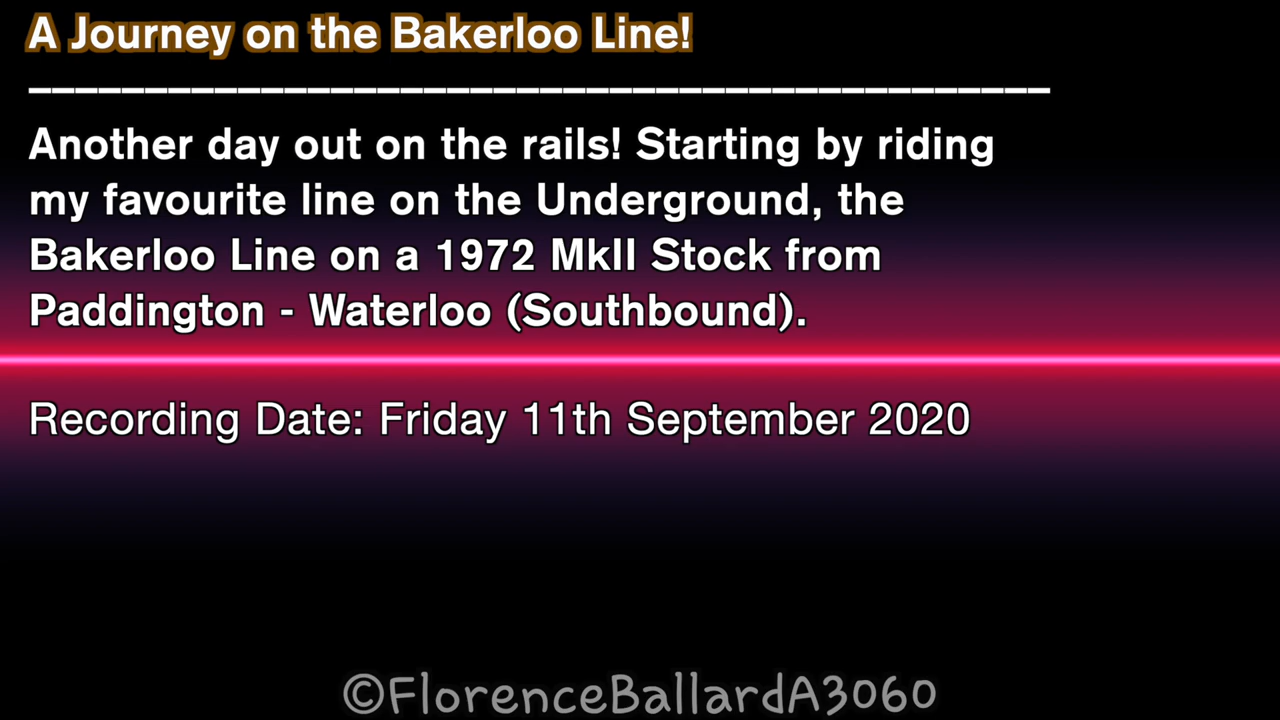 A Journey on the Bakerloo Line!
____________________________________________
Another day out on the rails! Starting by riding
my favourite line on the Underground, the
Bakerloo Line on a 1972 MkII Stock from
Paddington - Waterloo (Southbound).
Recording Date: Friday 11th September 2020
©FlorenceBallardA3060